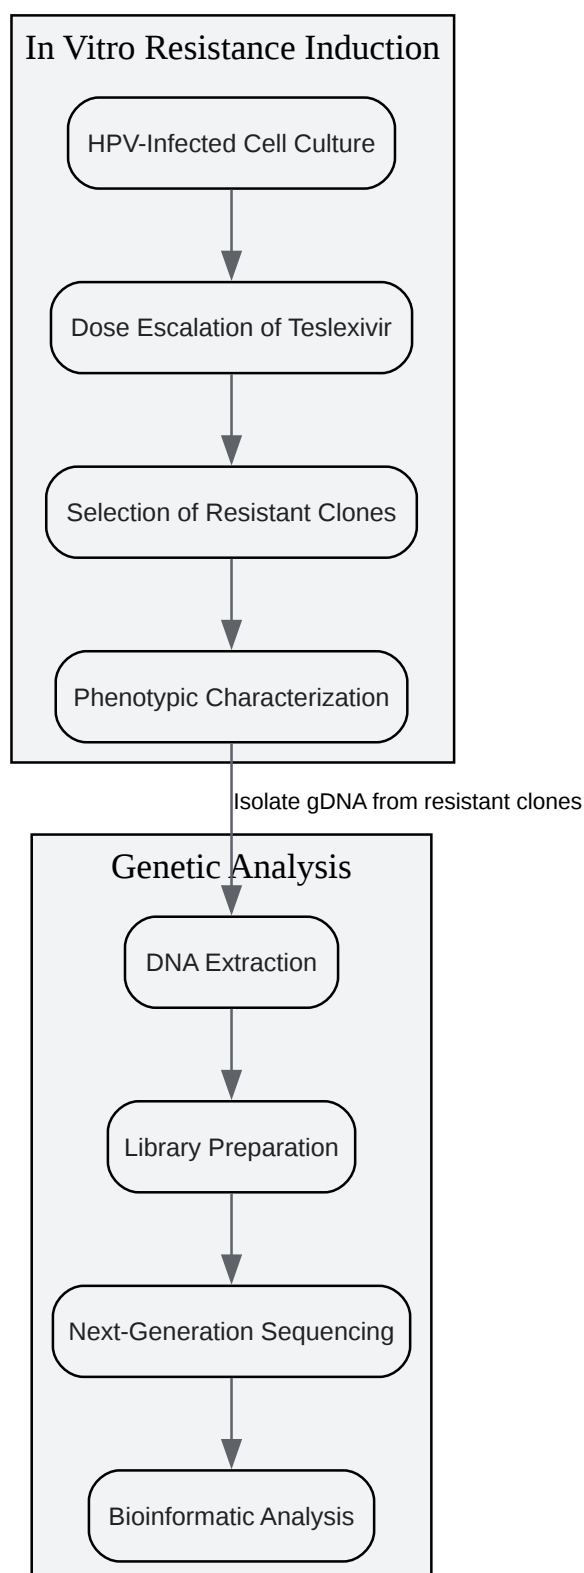 In Vitro Resistance Induction
HPV-Infected Cell Culture
Dose Escalation of Teslexivir
Selection of Resistant Clones
Phenotypic Characterization
Isolate gDNA from resistant clones
Genetic Analysis
DNA Extraction
Library Preparation
Next-Generation Sequencing
Bioinformatic Analysis